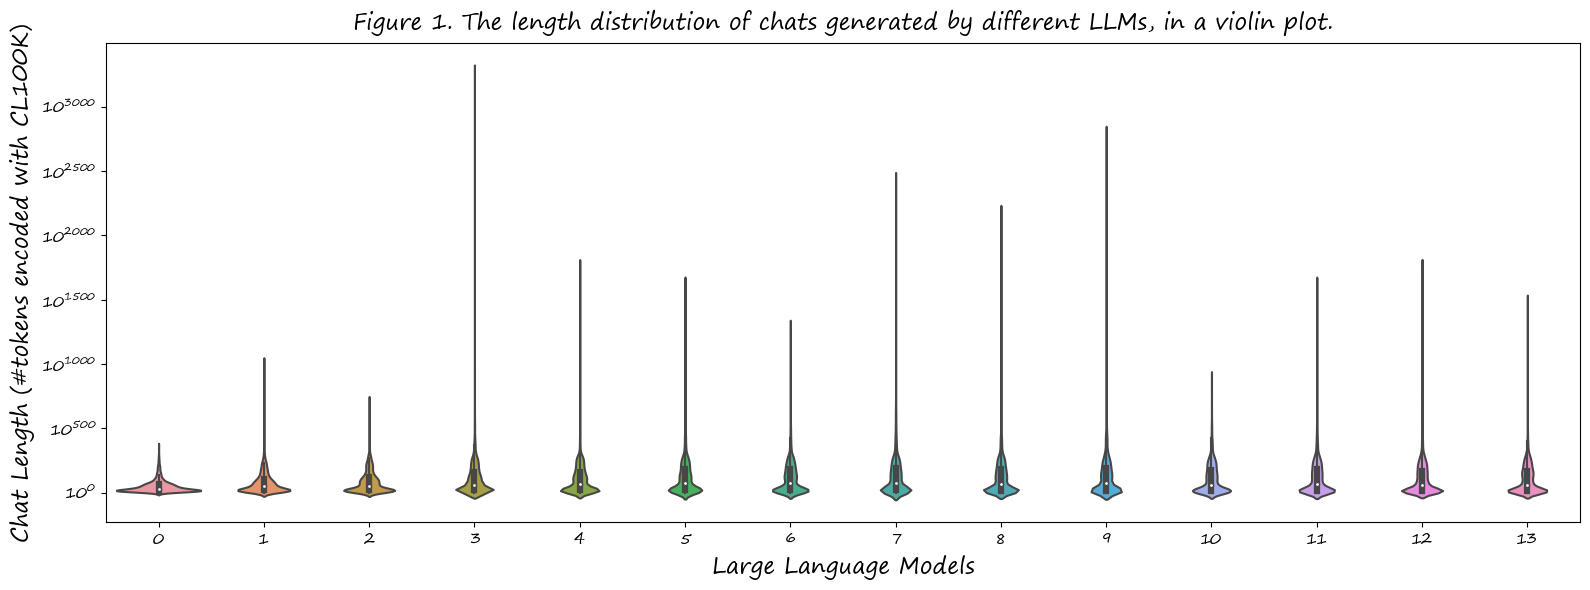 Figure 1. The length distribution of chats generated by different LLMs, in a violin plot.
Chat Length (#tokens encoded with CL100K)
10^3000
10^2500
10^2000
10^1500
10^1000
10^500
10^0
0 1 2 3 4 5 6 7 8 9 10 11 12 13
Large Language Models